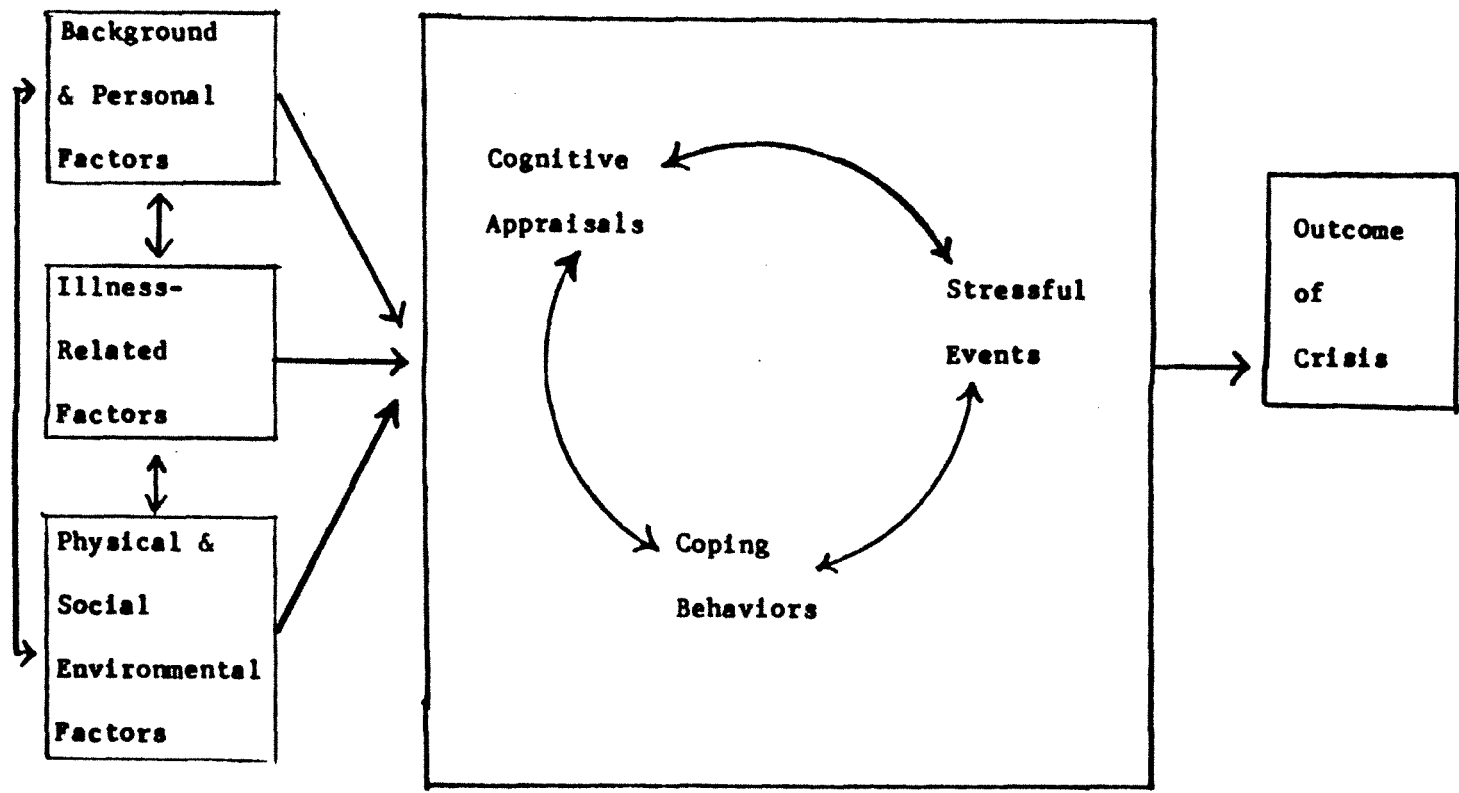 Background
& Personal
Factors
Illness-
Related
Factors
Physical &
Social
Environmental
Factors
Cognitive
Appraisals
Stressful
Events
Coping
Behaviors
Outcome
of
Crisis